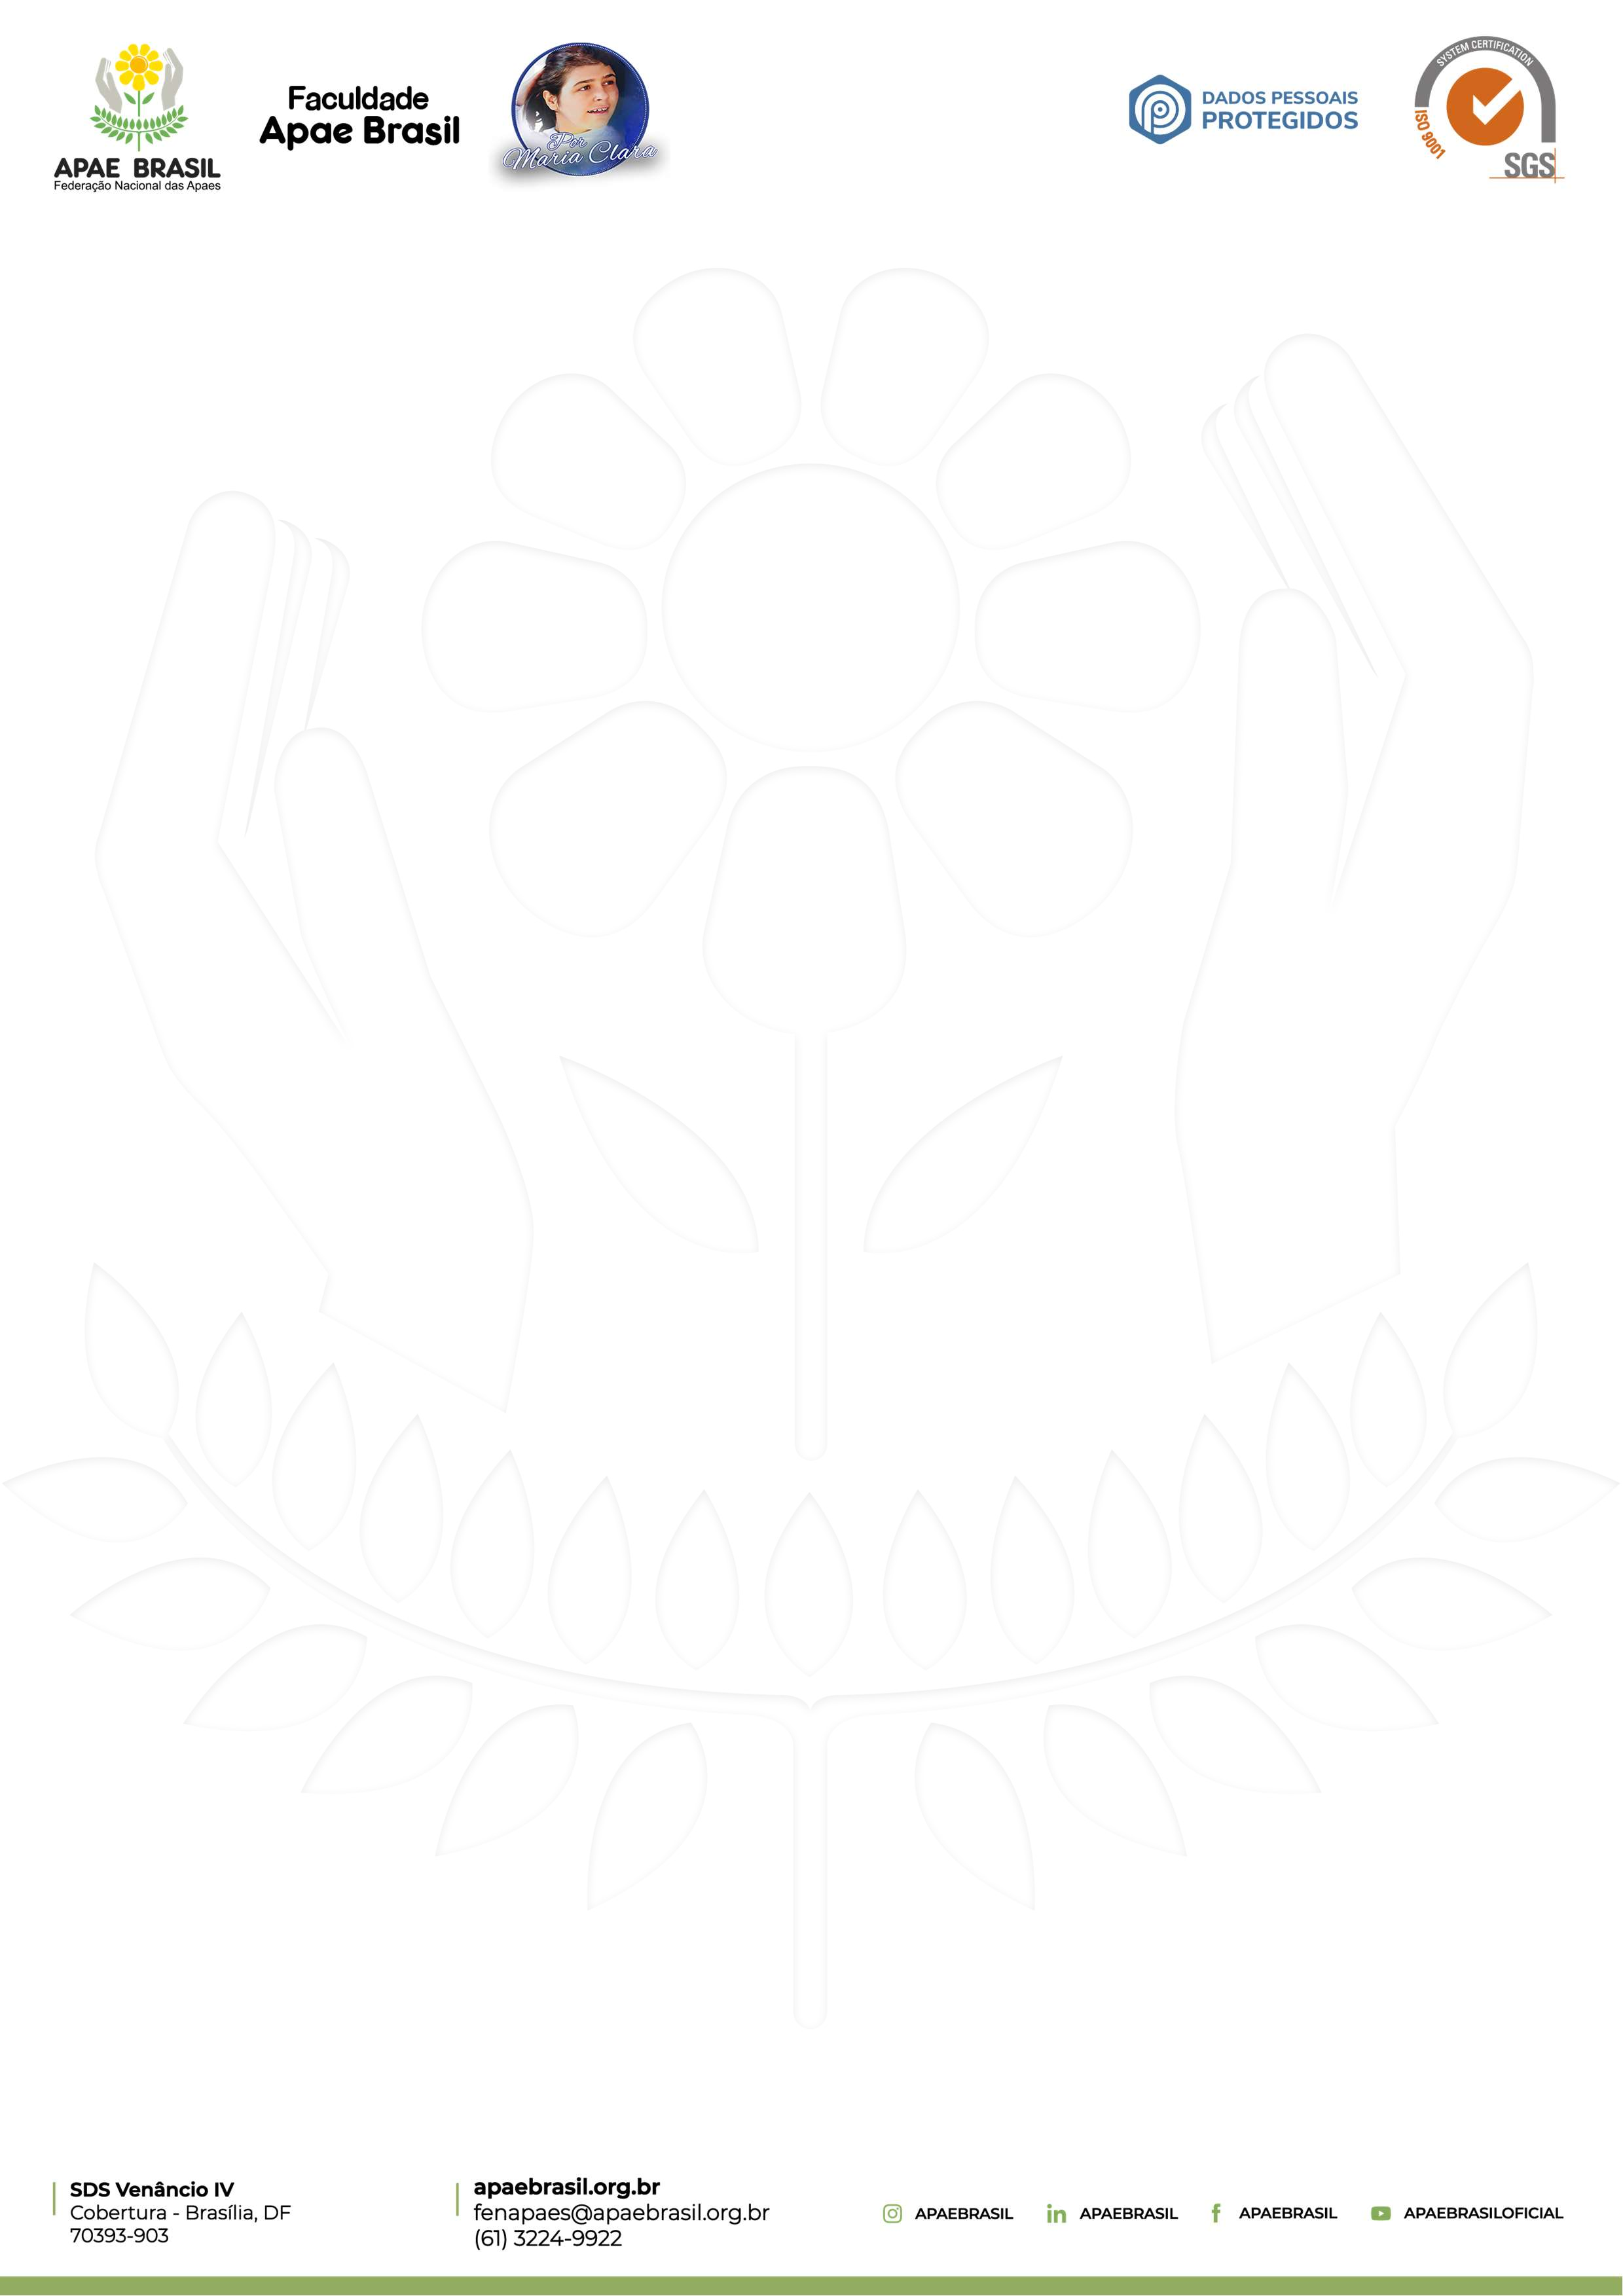 APAE BRASIL
Federação Nacional das Apaes
Faculdade
Apae Brasil
Por
Maria Clara
DADOS PESSOAIS
PROTEGIDOS
SYSTEM CERTIFICATION
ISO 9001
SGS
SDS Venâncio IV
Cobertura - Brasília, DF
70393-903
apaebrasil.org.br
fenapaes@apaebrasil.org.br
(61) 3224-9922
APAEBRASIL
APAEBRASIL
APAEBRASIL
APAEBRASILOFICIAL